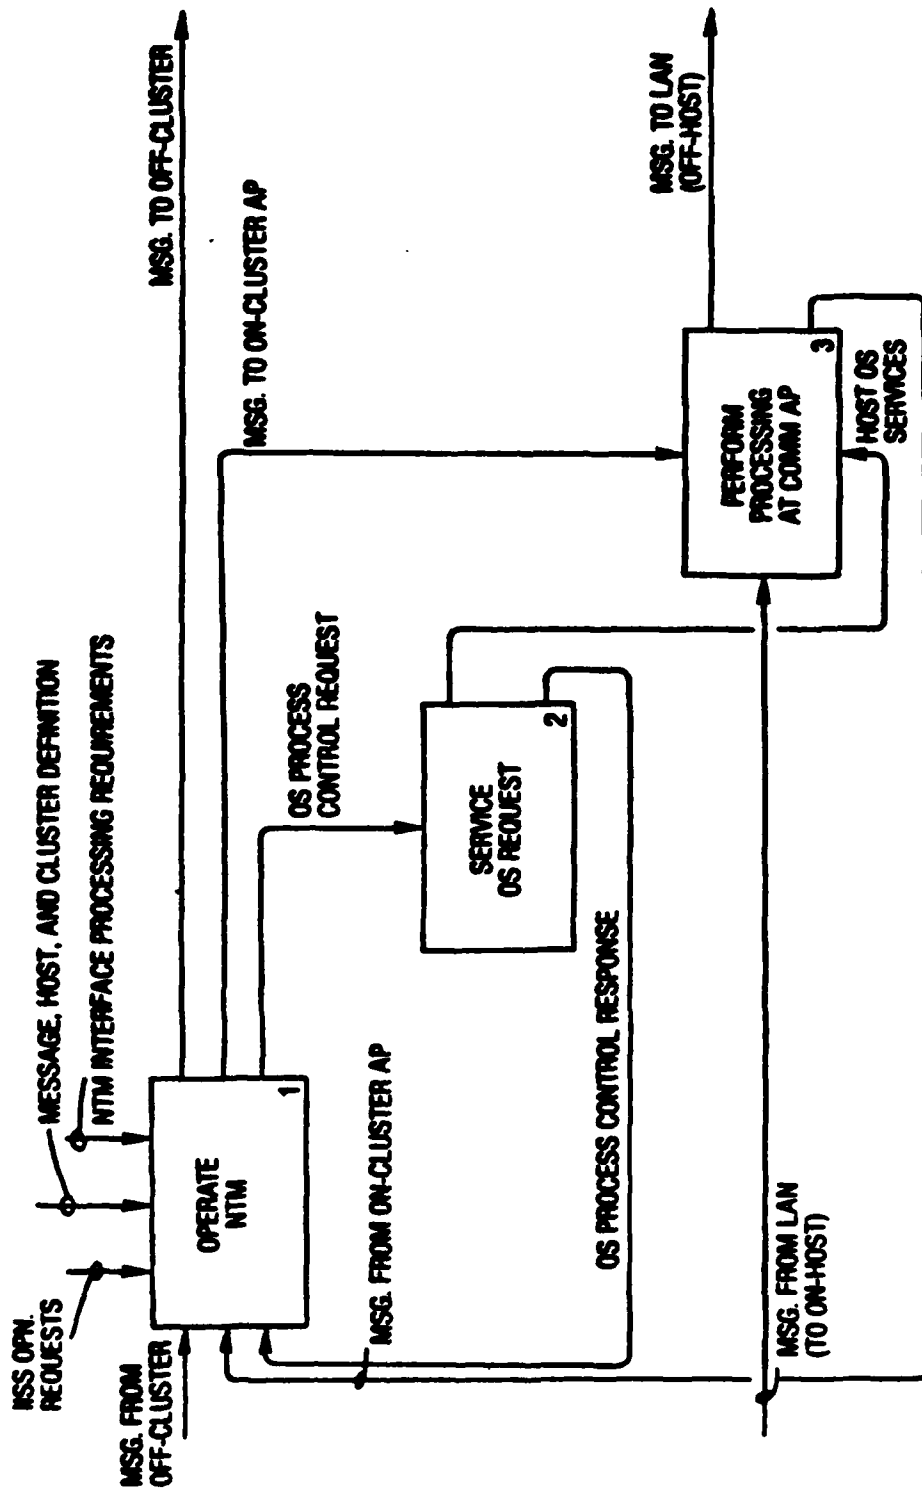 IISS OPN.
REQUESTS
MESSAGE, HOST, AND CLUSTER DEFINITION
NTM INTERFACE PROCESSING REQUIREMENTS
MSG. FROM
OFF-CLUSTER
OPERATE
NTM
1
MSG. TO OFF-CLUSTER
MSG. TO ON-CLUSTER AP
OS PROCESS
CONTROL REQUEST
MSG. FROM ON-CLUSTER AP
SERVICE
OS REQUEST
2
OS PROCESS CONTROL RESPONSE
MSG. FROM LAN
(TO ON-HOST)
PERFORM
PROCESSING
AT COMM AP
3
MSG. TO LAN
(OFF-HOST)
HOST OS
SERVICES